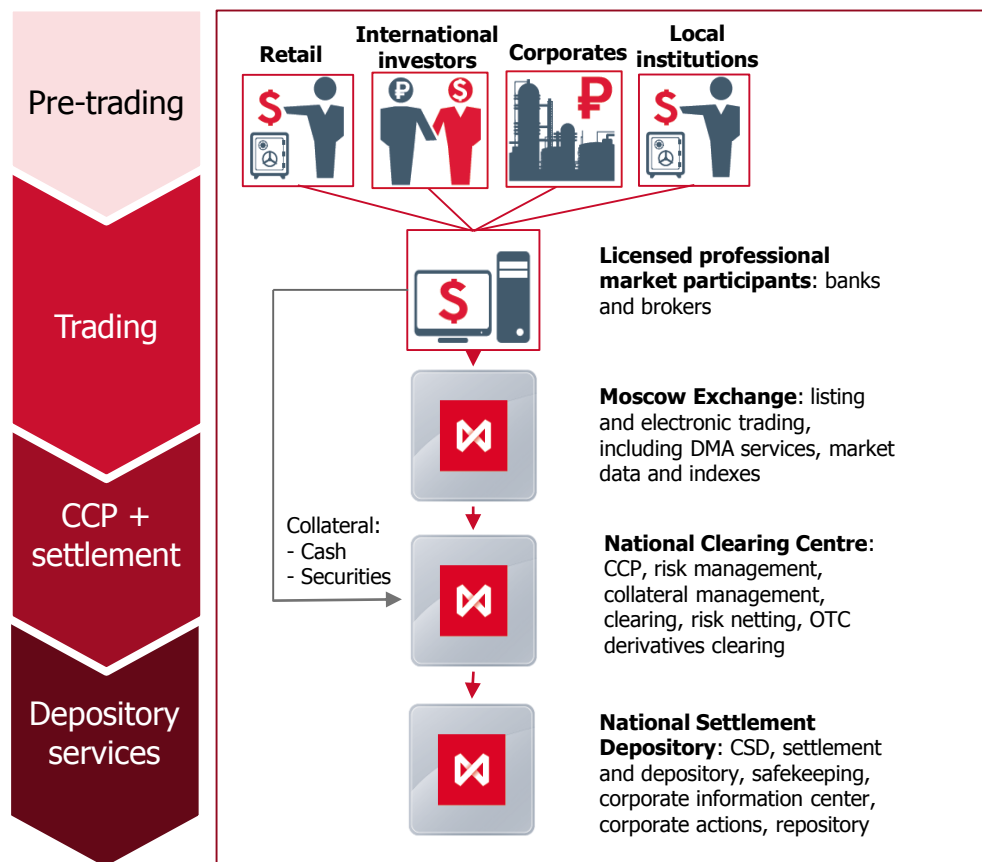 Pre-trading
Trading
CCP +
settlement
Depository
services
Retail
International
investors
Corporates
Local
institutions
$
₽
$
₽
$
$
Licensed professional
market participants: banks
and brokers
Moscow Exchange: listing
and electronic trading,
including DMA services, market
data and indexes
Collateral:
- Cash
- Securities
National Clearing Centre:
CCP, risk management,
collateral management,
clearing, risk netting, OTC
derivatives clearing
National Settlement
Depository: CSD, settlement
and depository, safekeeping,
corporate information center,
corporate actions, repository